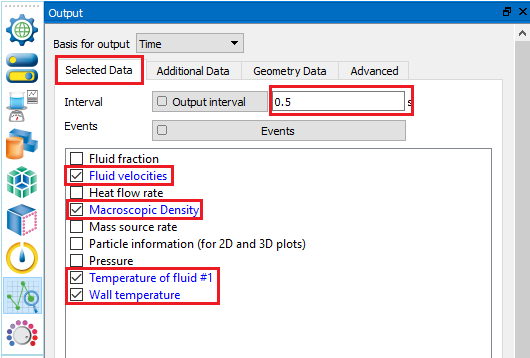 Output
Basis for output Time
Selected Data Additional Data Geometry Data Advanced
Interval Output interval 0.5 s
Events Events
Fluid fraction
Fluid velocities
Heat flow rate
Macroscopic Density
Mass source rate
Particle information (for 2D and 3D plots)
Pressure
Temperature of fluid #1
Wall temperature